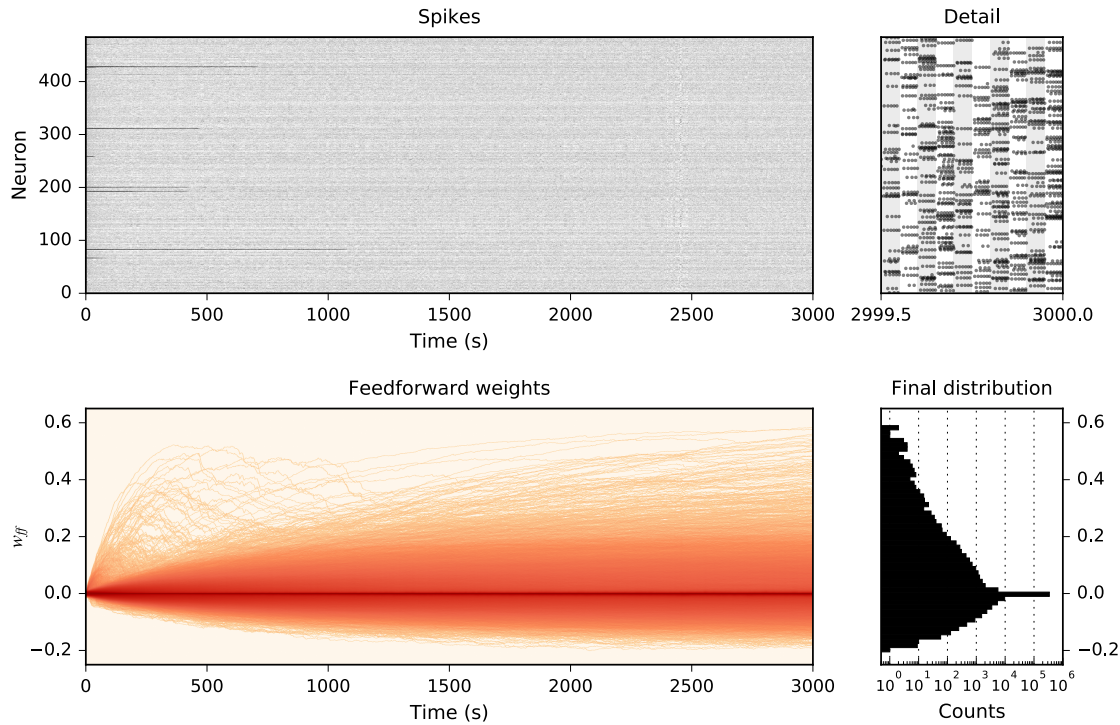 Spikes
Detail
Neuron
400
300
200
100
0
0 500 1000 1500 2000 2500 3000
Time (s)
2999.5 3000.0
Feedforward weights
Final distribution
w_ff
0.6
0.4
0.2
0.0
−0.2
0 500 1000 1500 2000 2500 3000
Time (s)
0.6
0.4
0.2
0.0
−0.2
10^0 10^1 10^2 10^3 10^4 10^5 10^6
Counts